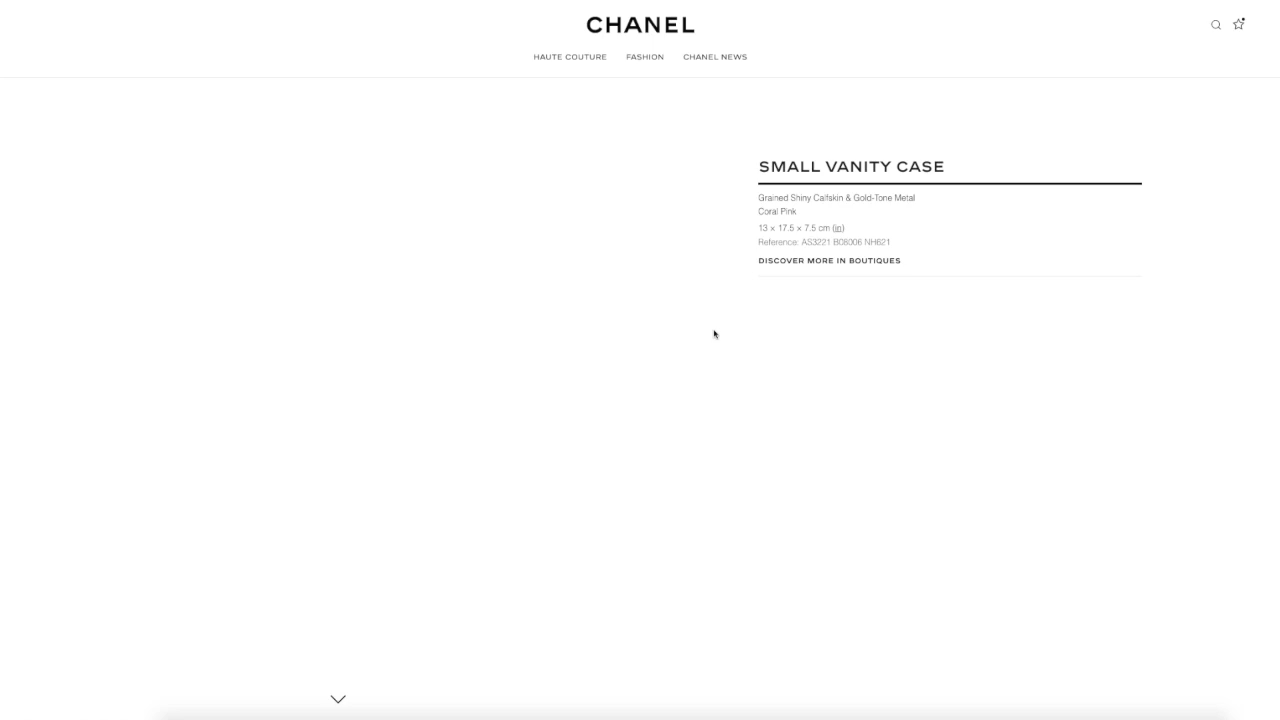 CHANEL
HAUTE COUTURE FASHION CHANEL NEWS
SMALL VANITY CASE
Grained Shiny Calfskin & Gold-Tone Metal
Coral Pink
13 x 17.5 x 7.5 cm (in)
Reference: AS3221 B08006 NH621
DISCOVER MORE IN BOUTIQUES